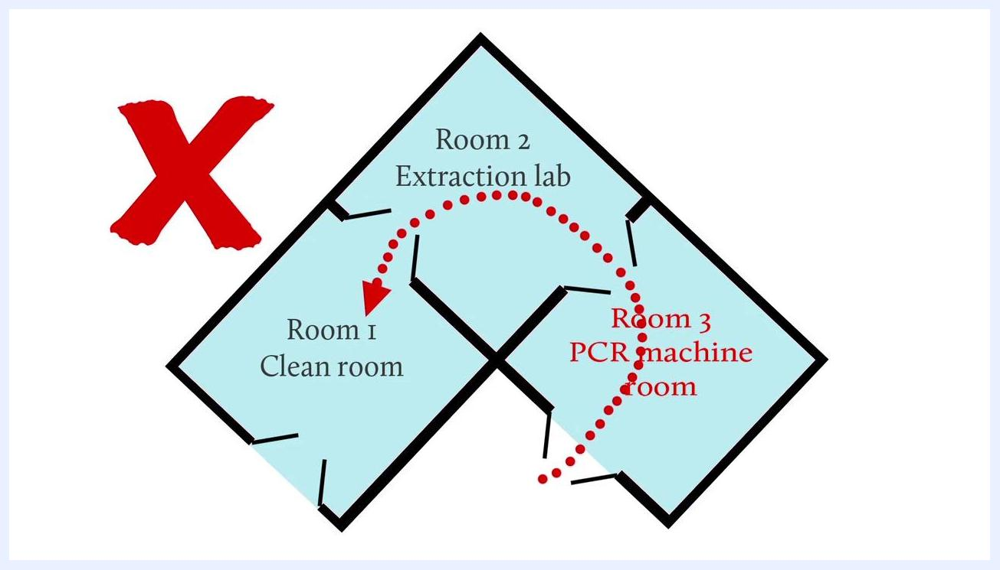 Room 2
Extraction lab
Room 1
Clean room
Room 3
PCR machine
room